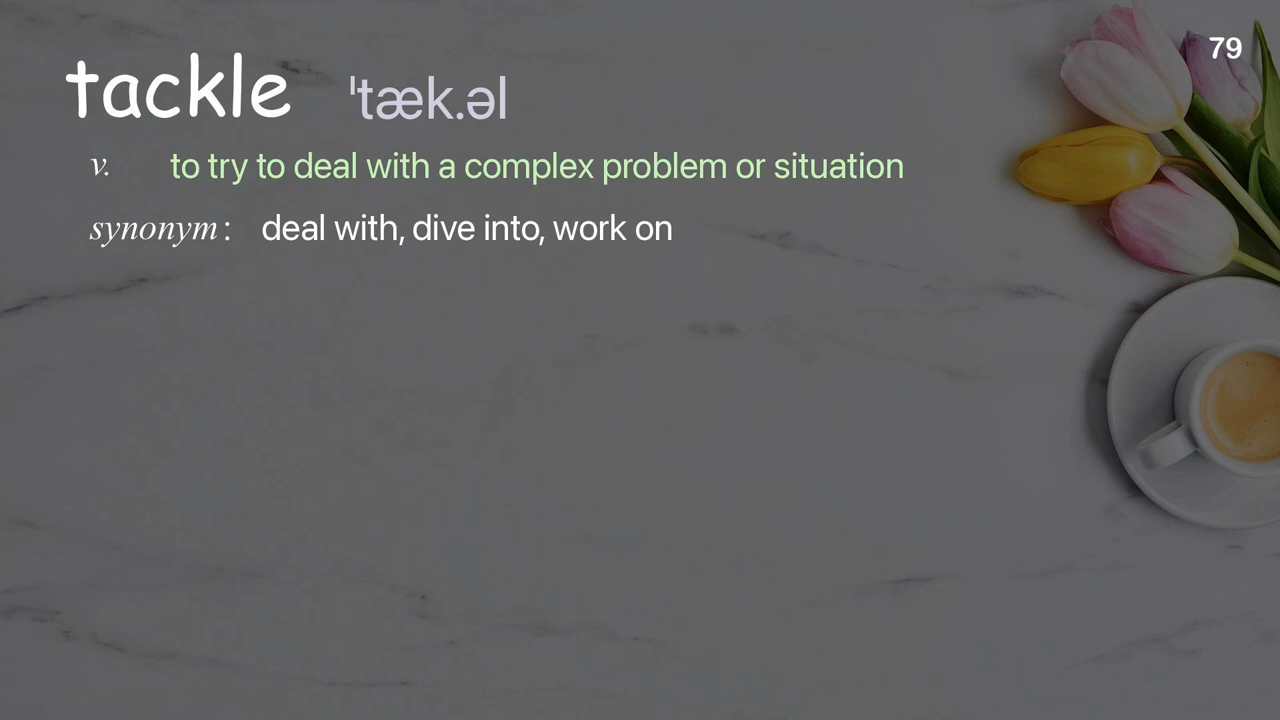 79
tackle ˈtæk.əl
v. to try to deal with a complex problem or situation
synonym: deal with, dive into, work on